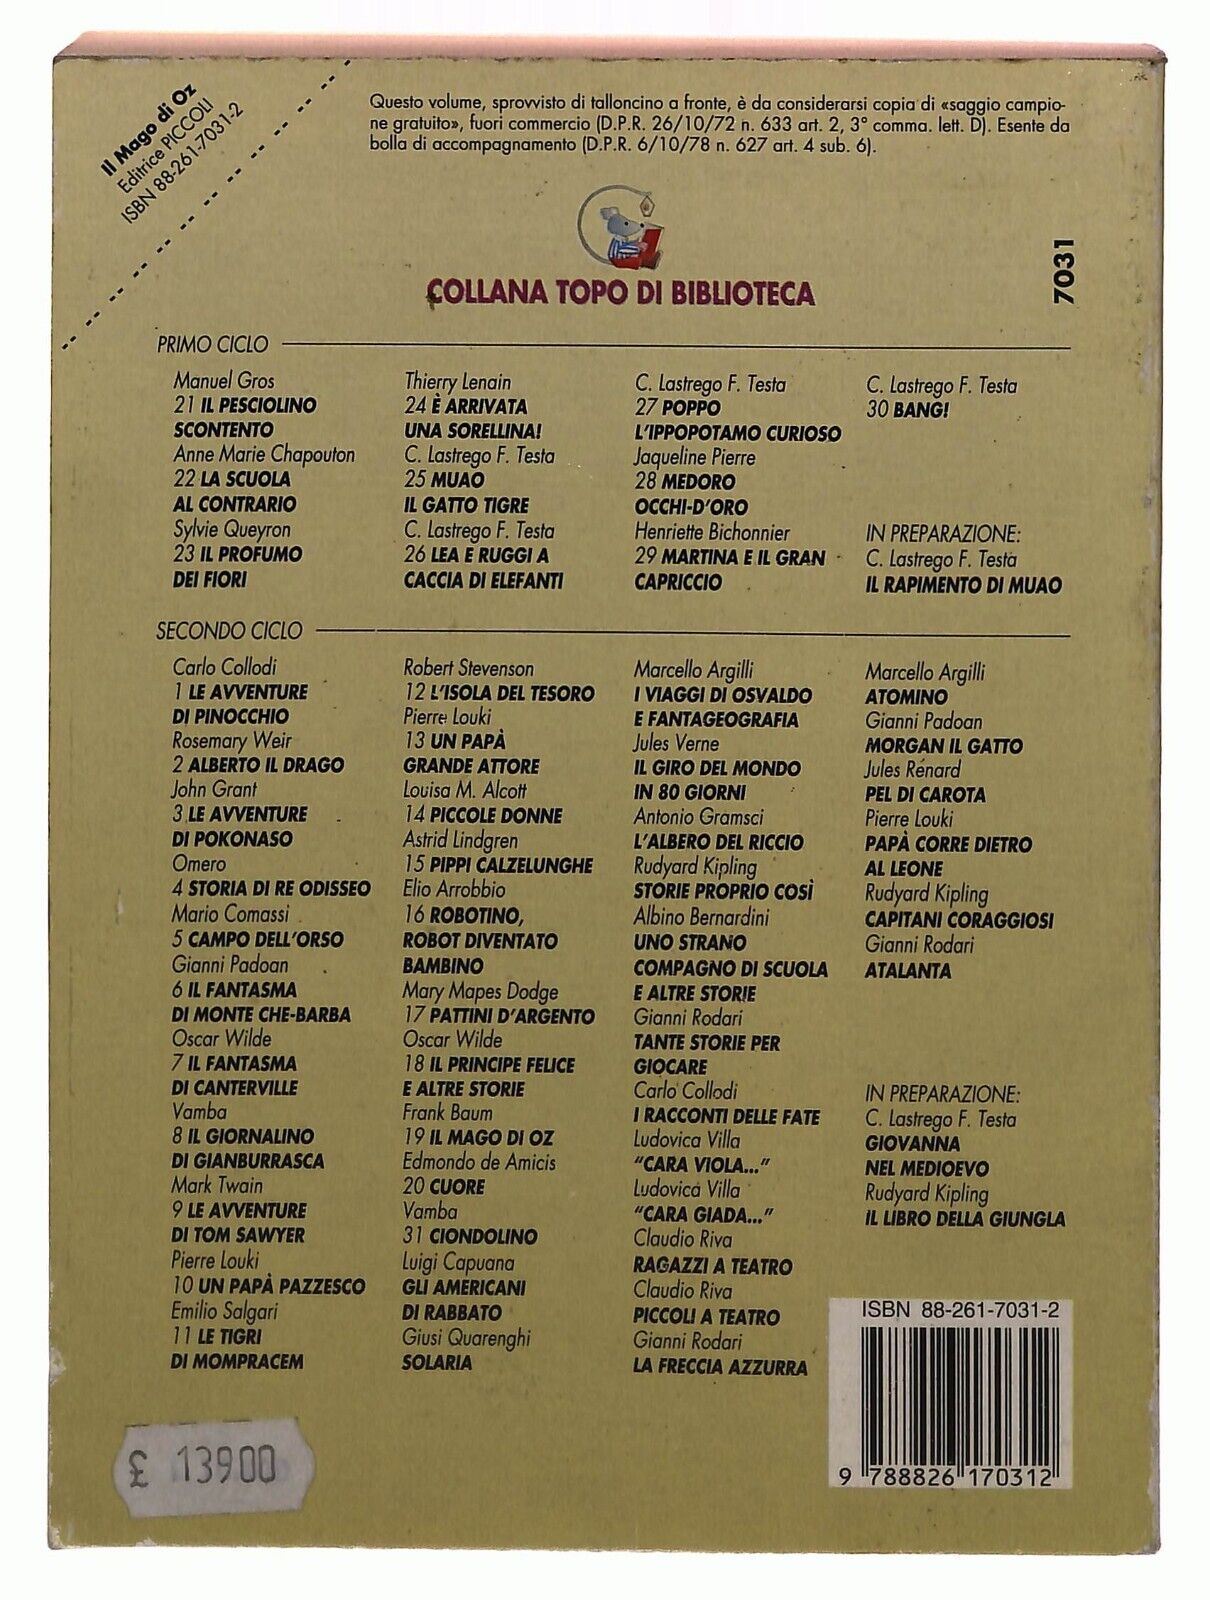 Il Mago di Oz
Editrice PICCOLI
ISBN 88-261-7031-2
Questo volume, sprovvisto di talloncino a fronte, è da considerarsi copia di «saggio campio-
ne gratuito», fuori commercio (D.P.R. 26/10/72 n. 633 art. 2, 3° comma. lett. D). Esente da
bolla di accompagnamento (D.P.R. 6/10/78 n. 627 art. 4 sub. 6).
7031
COLLANA TOPO DI BIBLIOTECA
PRIMO CICLO
Manuel Gros
21 IL PESCIOLINO
SCONTENTO
Anne Marie Chapouton
22 LA SCUOLA
AL CONTRARIO
Sylvie Queyron
23 IL PROFUMO
DEI FIORI
Thierry Lenain
24 È ARRIVATA
UNA SORELLINA!
C. Lastrego F. Testa
25 MUAO
IL GATTO TIGRE
C. Lastrego F. Testa
26 LEA E RUGGI A
CACCIA DI ELEFANTI
C. Lastrego F. Testa
27 POPPO
L'IPPOPOTAMO CURIOSO
Jaqueline Pierre
28 MEDORO
OCCHI-D'ORO
Henriette Bichonnier
29 MARTINA E IL GRAN
CAPRICCIO
C. Lastrego F. Testa
30 BANG!
IN PREPARAZIONE:
C. Lastrego F. Testa
IL RAPIMENTO DI MUAO
SECONDO CICLO
Carlo Collodi
1 LE AVVENTURE
DI PINOCCHIO
Rosemary Weir
2 ALBERTO IL DRAGO
John Grant
3 LE AVVENTURE
DI POKONASO
Omero
4 STORIA DI RE ODISSEO
Mario Comassi
5 CAMPO DELL'ORSO
Gianni Padoan
6 IL FANTASMA
DI MONTE CHE-BARBA
Oscar Wilde
7 IL FANTASMA
DI CANTERVILLE
Vamba
8 IL GIORNALINO
DI GIANBURRASCA
Mark Twain
9 LE AVVENTURE
DI TOM SAWYER
Pierre Louki
10 UN PAPÀ PAZZESCO
Emilio Salgari
11 LE TIGRI
DI MOMPRACEM
Robert Stevenson
12 L'ISOLA DEL TESORO
Pierre Louki
13 UN PAPÀ
GRANDE ATTORE
Louisa M. Alcott
14 PICCOLE DONNE
Astrid Lindgren
15 PIPPI CALZELUNGHE
Elio Arrobbio
16 ROBOTINO,
ROBOT DIVENTATO
BAMBINO
Mary Mapes Dodge
17 PATTINI D'ARGENTO
Oscar Wilde
18 IL PRINCIPE FELICE
E ALTRE STORIE
Frank Baum
19 IL MAGO DI OZ
Edmondo de Amicis
20 CUORE
Vamba
31 CIONDOLINO
Luigi Capuana
GLI AMERICANI
DI RABBATO
Giusi Quarenghi
SOLARIA
Marcello Argilli
I VIAGGI DI OSVALDO
E FANTAGEOGRAFIA
Jules Verne
IL GIRO DEL MONDO
IN 80 GIORNI
Antonio Gramsci
L'ALBERO DEL RICCIO
Rudyard Kipling
STORIE PROPRIO COSÌ
Albino Bernardini
UNO STRANO
COMPAGNO DI SCUOLA
E ALTRE STORIE
Gianni Rodari
TANTE STORIE PER
GIOCARE
Carlo Collodi
I RACCONTI DELLE FATE
Ludovica Villa
"CARA VIOLA..."
Ludovica Villa
"CARA GIADA..."
Claudio Riva
RAGAZZI A TEATRO
Claudio Riva
PICCOLI A TEATRO
Gianni Rodari
LA FRECCIA AZZURRA
Marcello Argilli
ATOMINO
Gianni Padoan
MORGAN IL GATTO
Jules Rénard
PEL DI CAROTA
Pierre Louki
PAPÀ CORRE DIETRO
AL LEONE
Rudyard Kipling
CAPITANI CORAGGIOSI
Gianni Rodari
ATALANTA
IN PREPARAZIONE:
C. Lastrego F. Testa
GIOVANNA
NEL MEDIOEVO
Rudyard Kipling
IL LIBRO DELLA GIUNGLA
ISBN 88-261-7031-2
9 788826 170312
£ 13900